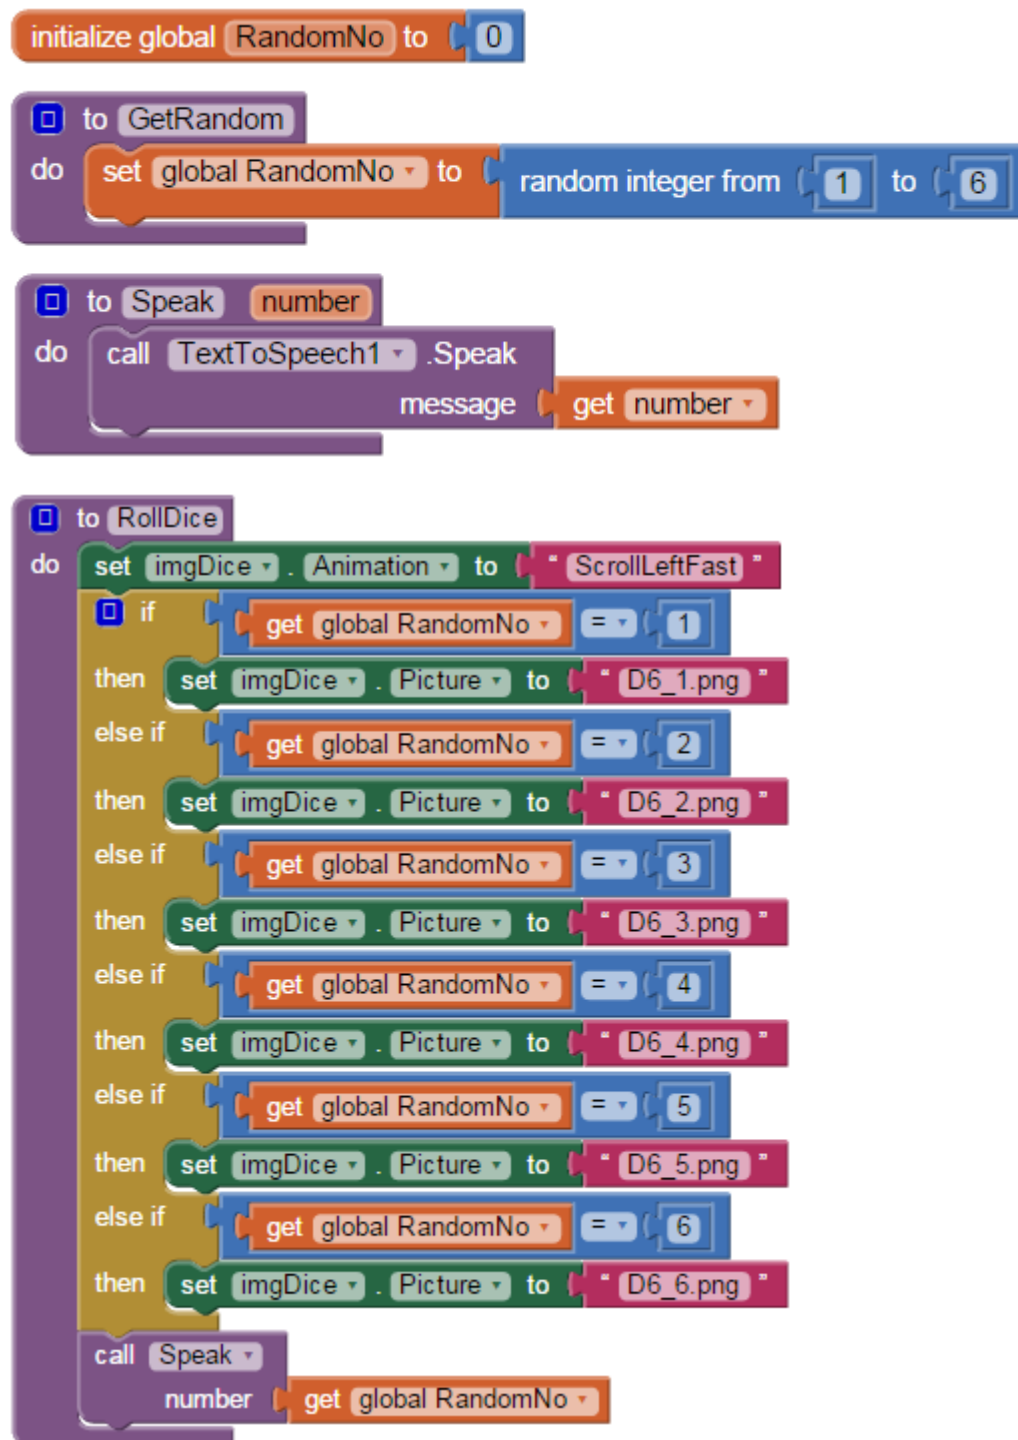 initialize global RandomNo to 0
to GetRandom
do set global RandomNo to random integer from 1 to 6
to Speak number
do call TextToSpeech1 .Speak
message get number
to RollDice
do set imgDice . Animation to " ScrollLeftFast "
if get global RandomNo = 1
then set imgDice . Picture to " D6_1.png "
else if get global RandomNo = 2
then set imgDice . Picture to " D6_2.png "
else if get global RandomNo = 3
then set imgDice . Picture to " D6_3.png "
else if get global RandomNo = 4
then set imgDice . Picture to " D6_4.png "
else if get global RandomNo = 5
then set imgDice . Picture to " D6_5.png "
else if get global RandomNo = 6
then set imgDice . Picture to " D6_6.png "
call Speak
number get global RandomNo